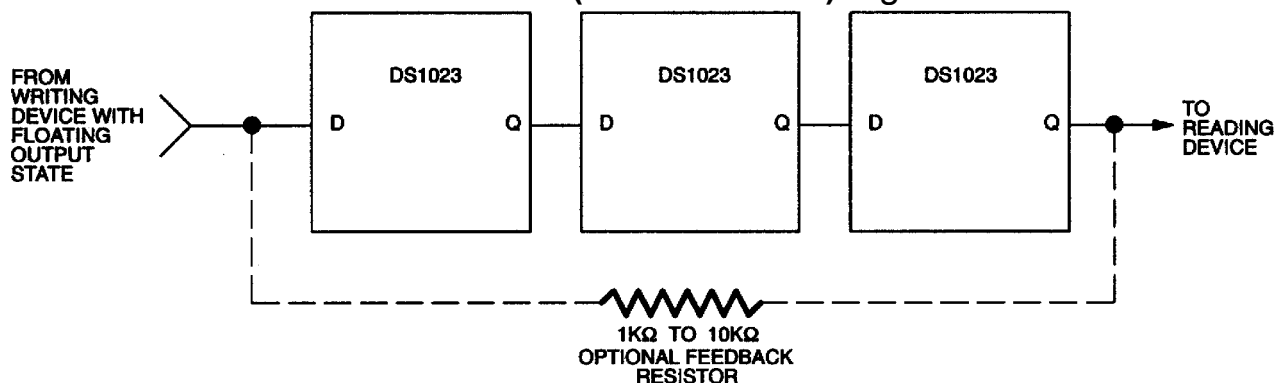 FROM
WRITING
DEVICE WITH
FLOATING
OUTPUT
STATE
DS1023
D
Q
DS1023
D
Q
DS1023
D
Q
TO
READING
DEVICE
1KΩ TO 10KΩ
OPTIONAL FEEDBACK
RESISTOR